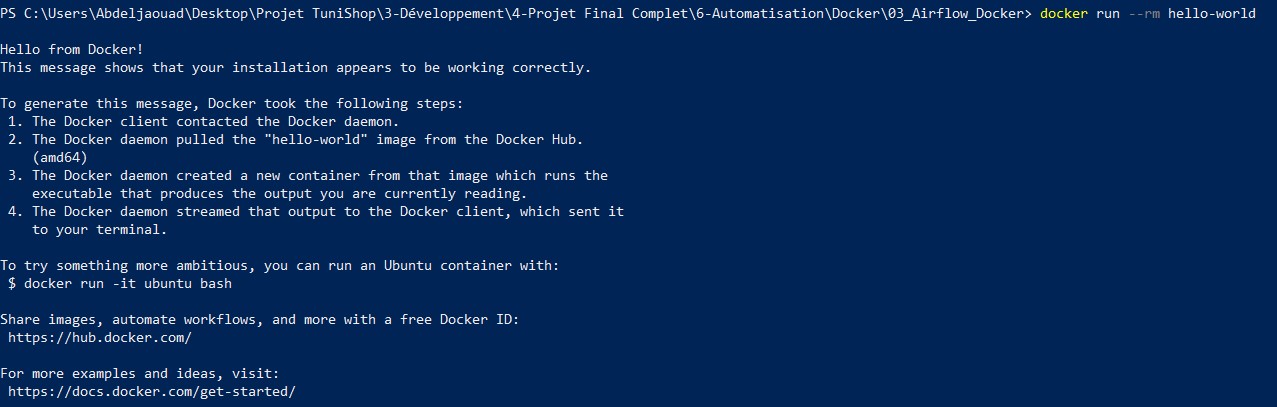 PS C:\Users\Abdeljaouad\Desktop\Projet TuniShop\3-Développement\4-Projet Final Complet\6-Automatisation\Docker\03_Airflow_Docker> docker run --rm hello-world
Hello from Docker!
This message shows that your installation appears to be working correctly.
To generate this message, Docker took the following steps:
1. The Docker client contacted the Docker daemon.
2. The Docker daemon pulled the "hello-world" image from the Docker Hub.
(amd64)
3. The Docker daemon created a new container from that image which runs the
executable that produces the output you are currently reading.
4. The Docker daemon streamed that output to the Docker client, which sent it
to your terminal.
To try something more ambitious, you can run an Ubuntu container with:
$ docker run -it ubuntu bash
Share images, automate workflows, and more with a free Docker ID:
https://hub.docker.com/
For more examples and ideas, visit:
https://docs.docker.com/get-started/